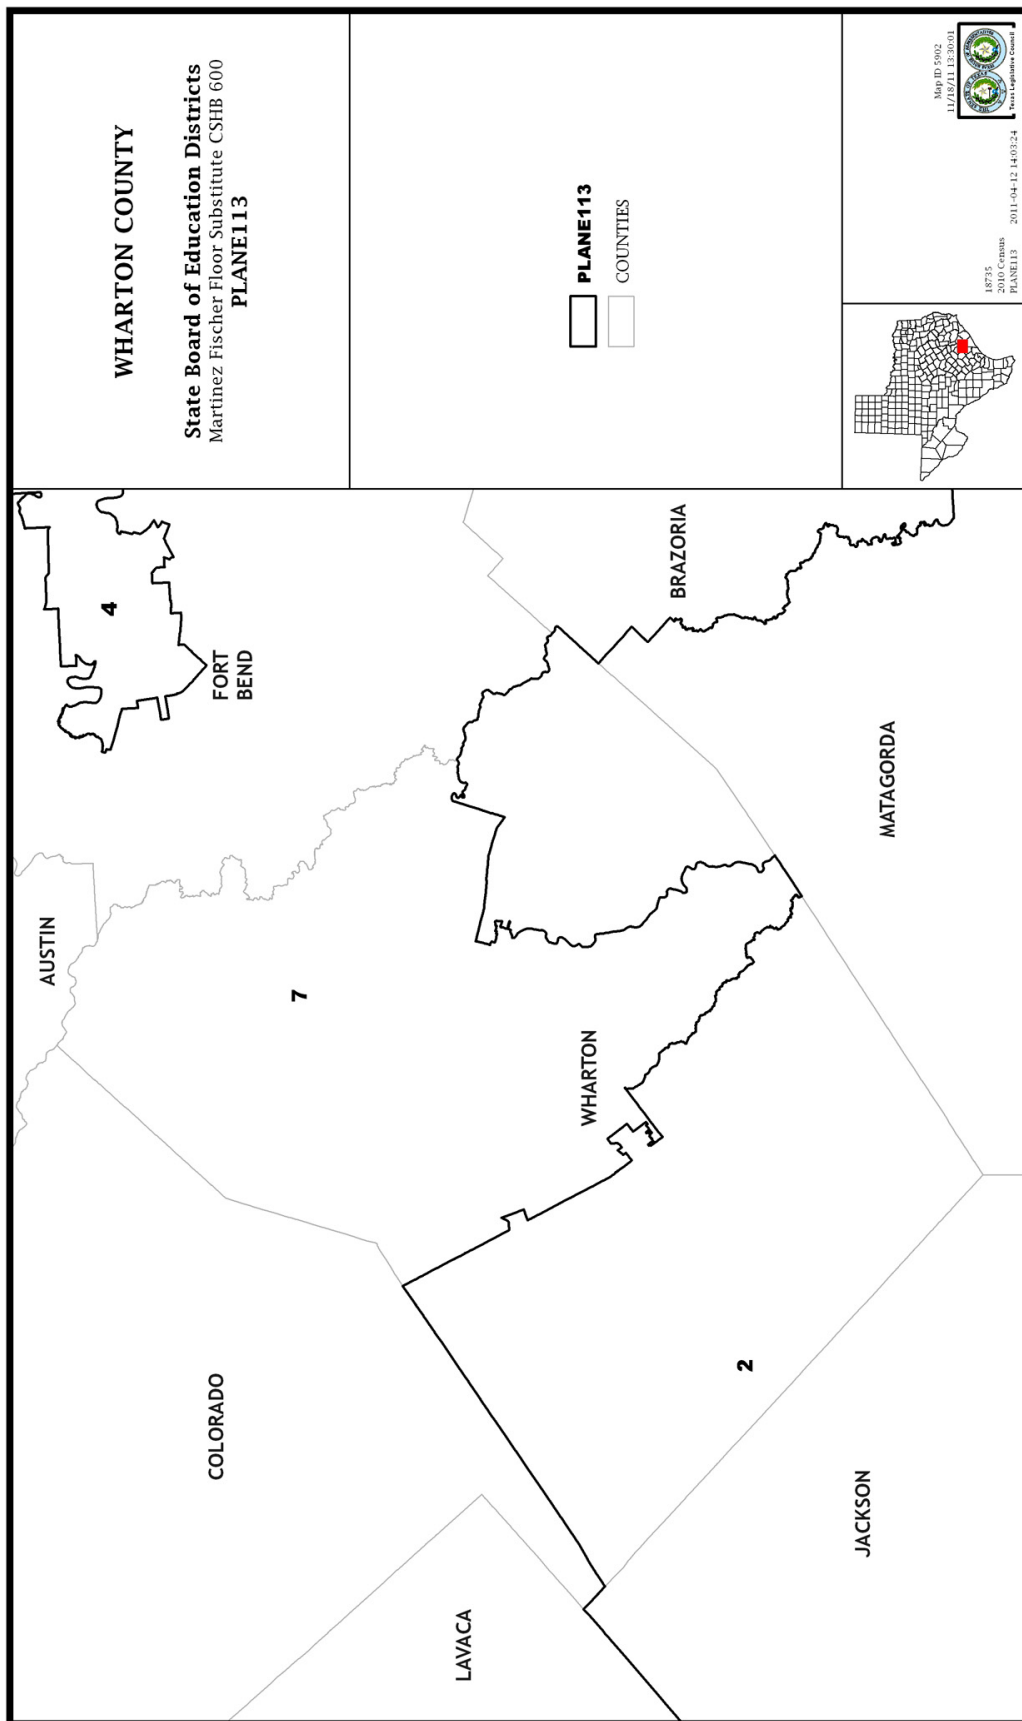 WHARTON COUNTY
State Board of Education Districts
Martinez Fischer Floor Substitute CSHB 600
PLANE113
PLANE113
COUNTIES
AUSTIN
4
FORT
BEND
COLORADO
7
LAVACA
WHARTON
BRAZORIA
2
JACKSON
MATAGORDA
18735
2010 Census
PLANE113 2011-04-12 14:03:24
Map ID 5902
11/18/11 13:30:01
Texas Legislative Council